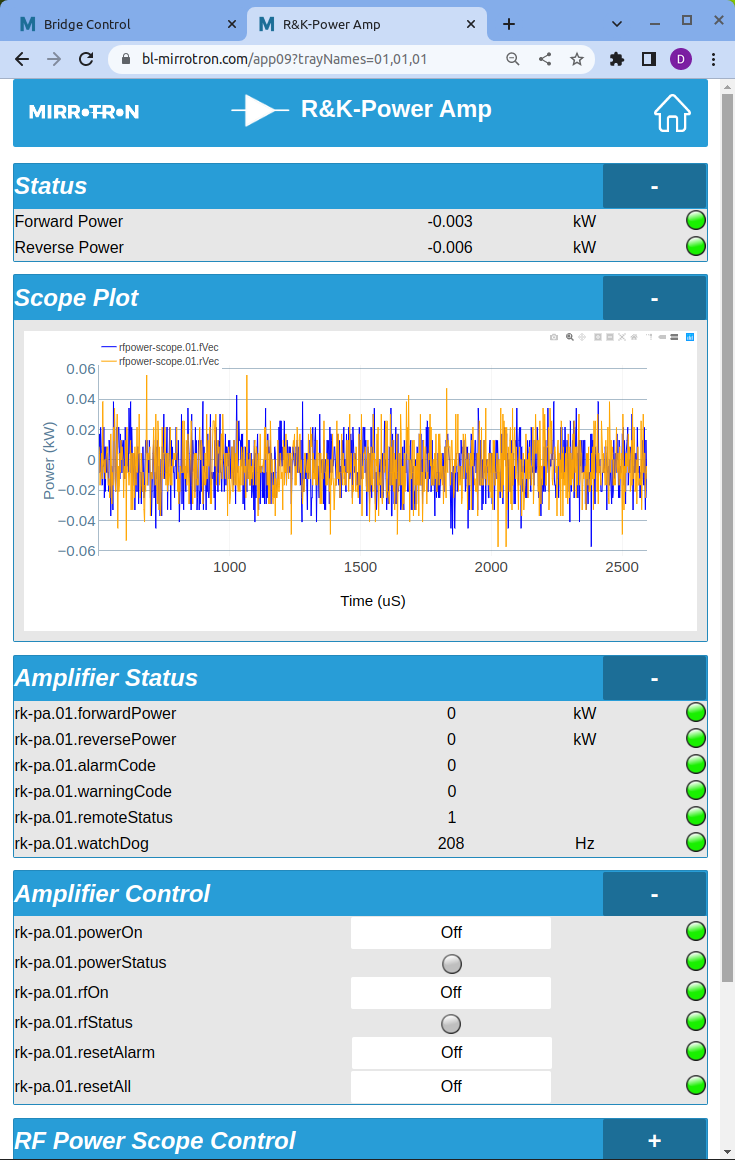 Bridge Control
R&K-Power Amp
bl-mirrotron.com/app09?trayNames=01,01,01
D
MIRR•TR•N
R&K-Power Amp
Status -
Forward Power -0.003 kW
Reverse Power -0.006 kW
Scope Plot -
rfpower-scope.01.fVec
rfpower-scope.01.rVec
0.06
0.04
0.02
0
−0.02
−0.04
−0.06
Power (kW)
1000 1500 2000 2500
Time (uS)
Amplifier Status -
rk-pa.01.forwardPower 0 kW
rk-pa.01.reversePower 0 kW
rk-pa.01.alarmCode 0
rk-pa.01.warningCode 0
rk-pa.01.remoteStatus 1
rk-pa.01.watchDog 208 Hz
Amplifier Control -
rk-pa.01.powerOn Off
rk-pa.01.powerStatus
rk-pa.01.rfOn Off
rk-pa.01.rfStatus
rk-pa.01.resetAlarm Off
rk-pa.01.resetAll Off
RF Power Scope Control +